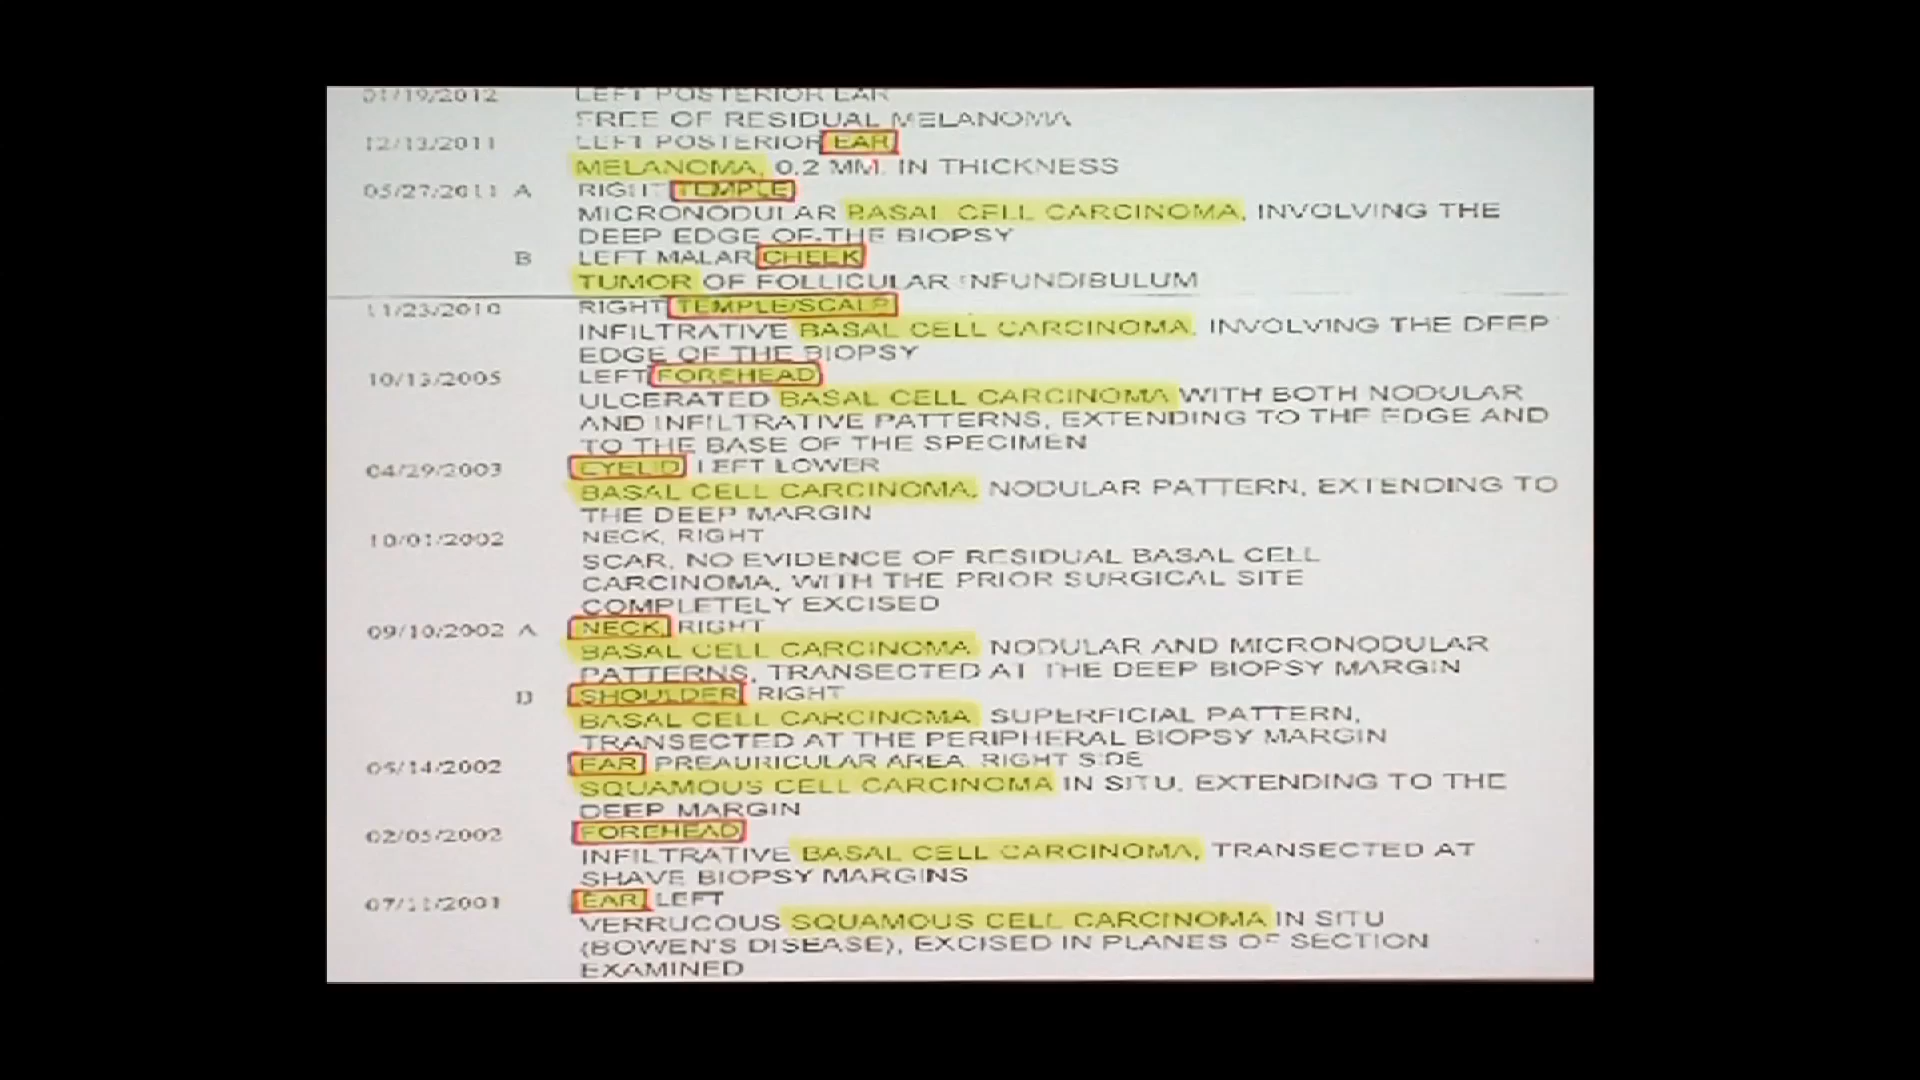 01/19/2012 LEFT POSTERIOR EAR
FREE OF RESIDUAL MELANOMA
12/13/2011 LEFT POSTERIOR EAR
MELANOMA, 0.2 MM. IN THICKNESS
05/27/2011 A RIGHT TEMPLE
MICRONODULAR BASAL CELL CARCINOMA, INVOLVING THE
DEEP EDGE OF THE BIOPSY
B LEFT MALAR CHEEK
TUMOR OF FOLLICULAR INFUNDIBULUM
11/23/2010 RIGHT TEMPLE/SCALP
INFILTRATIVE BASAL CELL CARCINOMA, INVOLVING THE DEEP
EDGE OF THE BIOPSY
10/13/2005 LEFT FOREHEAD
ULCERATED BASAL CELL CARCINOMA WITH BOTH NODULAR
AND INFILTRATIVE PATTERNS, EXTENDING TO THE EDGE AND
TO THE BASE OF THE SPECIMEN
04/29/2003 EYELID LEFT LOWER
BASAL CELL CARCINOMA, NODULAR PATTERN, EXTENDING TO
THE DEEP MARGIN
10/01/2002 NECK, RIGHT
SCAR, NO EVIDENCE OF RESIDUAL BASAL CELL
CARCINOMA, WITH THE PRIOR SURGICAL SITE
COMPLETELY EXCISED
09/10/2002 A NECK, RIGHT
BASAL CELL CARCINOMA NODULAR AND MICRONODULAR
PATTERNS, TRANSECTED AT THE DEEP BIOPSY MARGIN
B SHOULDER RIGHT
BASAL CELL CARCINOMA SUPERFICIAL PATTERN,
TRANSECTED AT THE PERIPHERAL BIOPSY MARGIN
05/14/2002 EAR PREAURICULAR AREA, RIGHT SIDE
SQUAMOUS CELL CARCINOMA IN SITU, EXTENDING TO THE
DEEP MARGIN
02/05/2002 FOREHEAD
INFILTRATIVE BASAL CELL CARCINOMA, TRANSECTED AT
SHAVE BIOPSY MARGINS
07/11/2001 EAR LEFT
VERRUCOUS SQUAMOUS CELL CARCINOMA IN SITU
(BOWEN'S DISEASE), EXCISED IN PLANES OF SECTION
EXAMINED